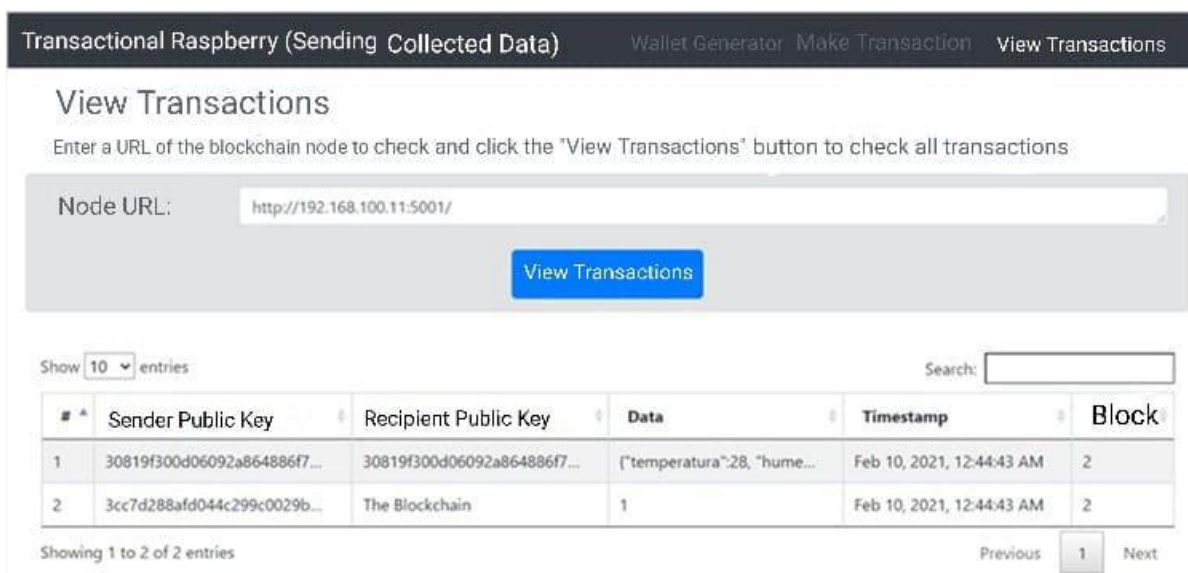 Transactional Raspberry (Sending Collected Data) Wallet Generator Make Transaction View Transactions
View Transactions
Enter a URL of the blockchain node to check and click the "View Transactions" button to check all transactions
Node URL: http://192.168.100.11:5001/
View Transactions
Show 10 entries Search:
# Sender Public Key Recipient Public Key Data Timestamp Block
1 30819f300d06092a864886f7... 30819f300d06092a864886f7... {"temperatura":28, "hume... Feb 10, 2021, 12:44:43 AM 2
2 3cc7d288afd044c299c0029b... The Blockchain 1 Feb 10, 2021, 12:44:43 AM 2
Showing 1 to 2 of 2 entries Previous 1 Next